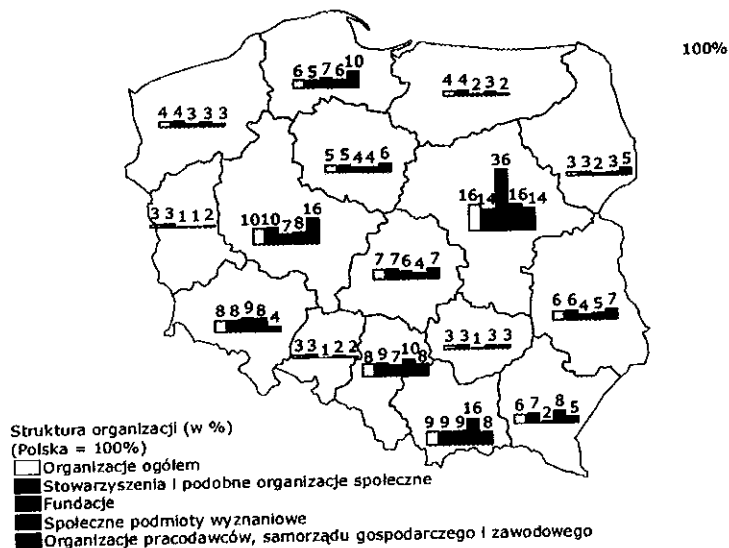 100%
6 5 7 6 10
4 4 2 3 2
4 4 3 3 3
5 5 4 4 6
36
16 14 16 14
3 3 2 3 5
3 3 1 1 2
10 10 7 8 16
7 7 6 4 7
6 6 4 5 7
8 8 9 8 4
3 3 1 2 2
8 9 7 10 8
3 3 1 3 3
9 9 9 16 8
6 7 2 8 5
Struktura organizacji (w %)
(Polska = 100%)
Organizacje ogółem
Stowarzyszenia i podobne organizacje społeczne
Fundacje
Społeczne podmioty wyznaniowe
Organizacje pracodawców, samorządu gospodarczego i zawodowego